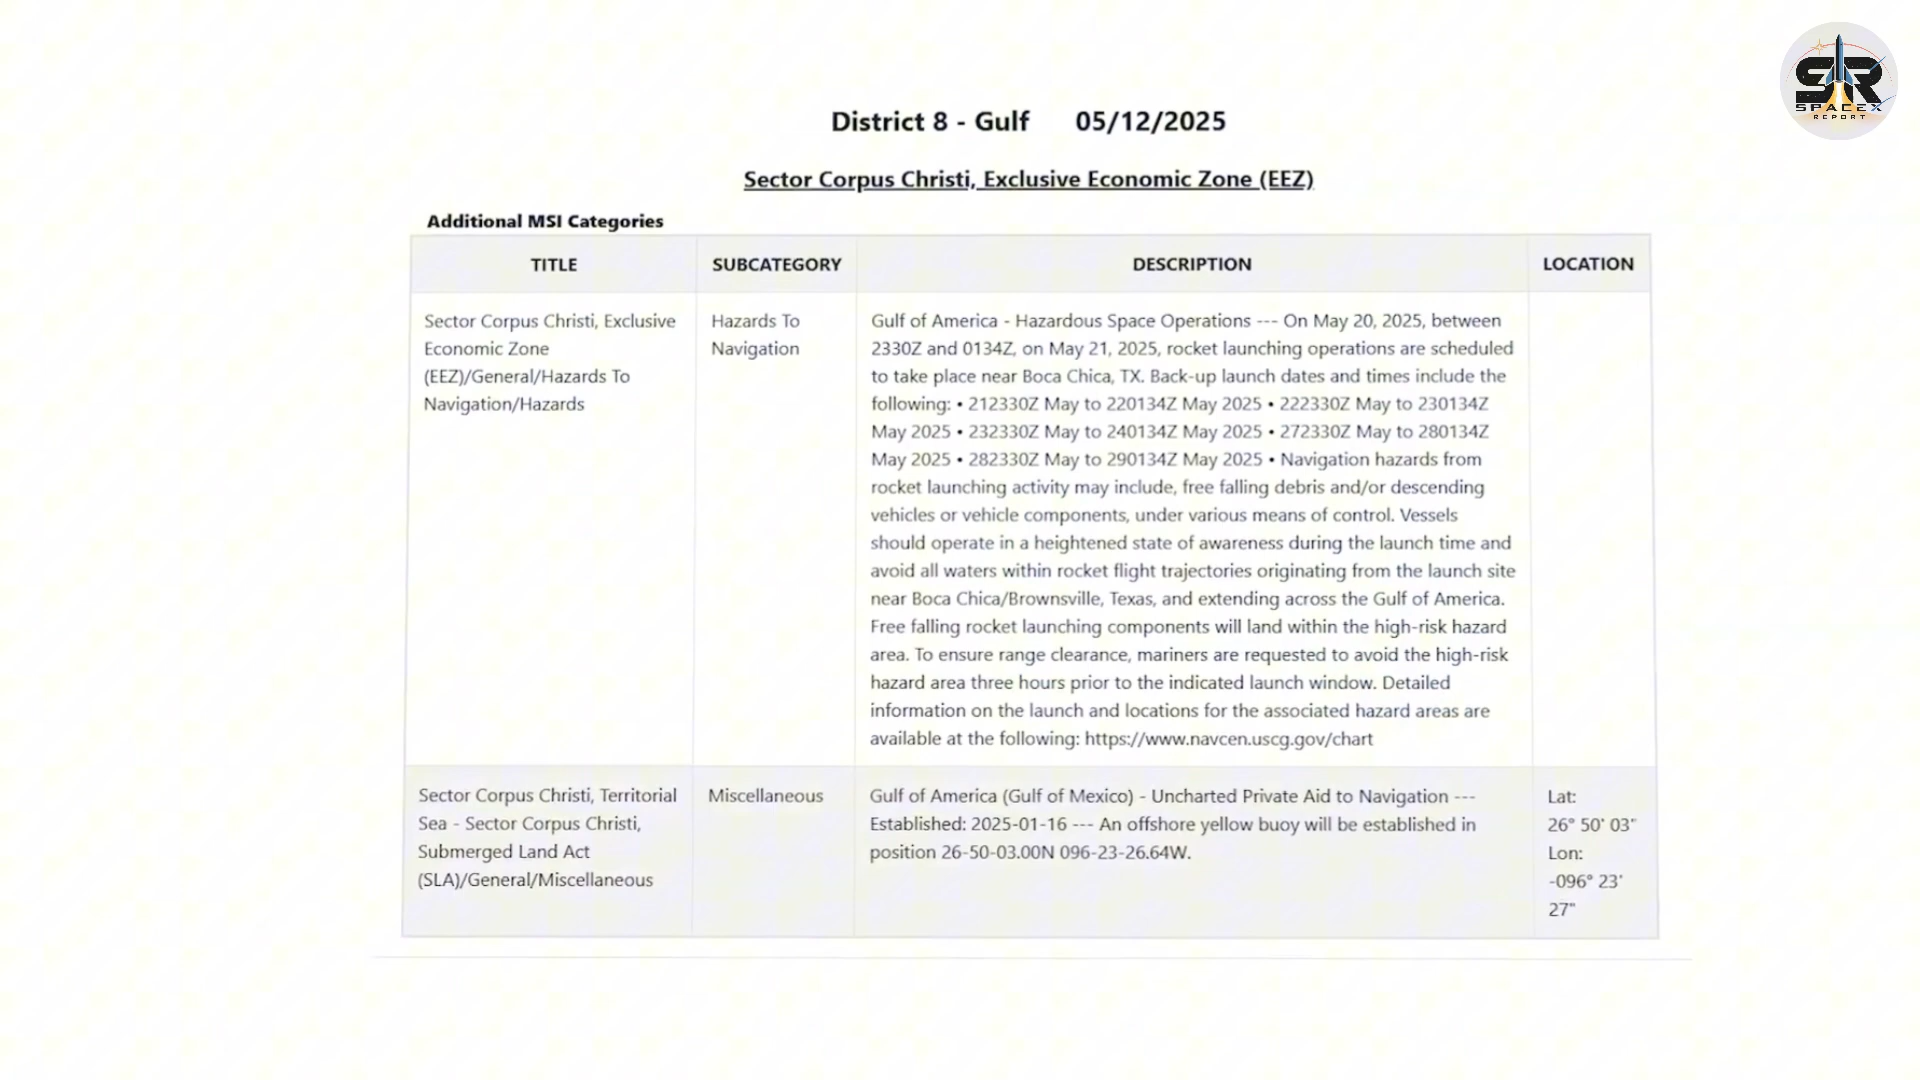 SR
SPACEX
REPORT
District 8 - Gulf 05/12/2025
Sector Corpus Christi, Exclusive Economic Zone (EEZ)
Additional MSI Categories
TITLE SUBCATEGORY DESCRIPTION LOCATION
Sector Corpus Christi, Exclusive
Economic Zone
(EEZ)/General/Hazards To
Navigation/Hazards
Hazards To
Navigation
Gulf of America - Hazardous Space Operations --- On May 20, 2025, between
2330Z and 0134Z, on May 21, 2025, rocket launching operations are scheduled
to take place near Boca Chica, TX. Back-up launch dates and times include the
following: • 212330Z May to 220134Z May 2025 • 222330Z May to 230134Z
May 2025 • 232330Z May to 240134Z May 2025 • 272330Z May to 280134Z
May 2025 • 282330Z May to 290134Z May 2025 • Navigation hazards from
rocket launching activity may include, free falling debris and/or descending
vehicles or vehicle components, under various means of control. Vessels
should operate in a heightened state of awareness during the launch time and
avoid all waters within rocket flight trajectories originating from the launch site
near Boca Chica/Brownsville, Texas, and extending across the Gulf of America.
Free falling rocket launching components will land within the high-risk hazard
area. To ensure range clearance, mariners are requested to avoid the high-risk
hazard area three hours prior to the indicated launch window. Detailed
information on the launch and locations for the associated hazard areas are
available at the following: https://www.navcen.uscg.gov/chart
Sector Corpus Christi, Territorial
Sea - Sector Corpus Christi,
Submerged Land Act
(SLA)/General/Miscellaneous
Miscellaneous
Gulf of America (Gulf of Mexico) - Uncharted Private Aid to Navigation ---
Established: 2025-01-16 --- An offshore yellow buoy will be established in
position 26-50-03.00N 096-23-26.64W.
Lat:
26° 50' 03"
Lon:
-096° 23'
27"